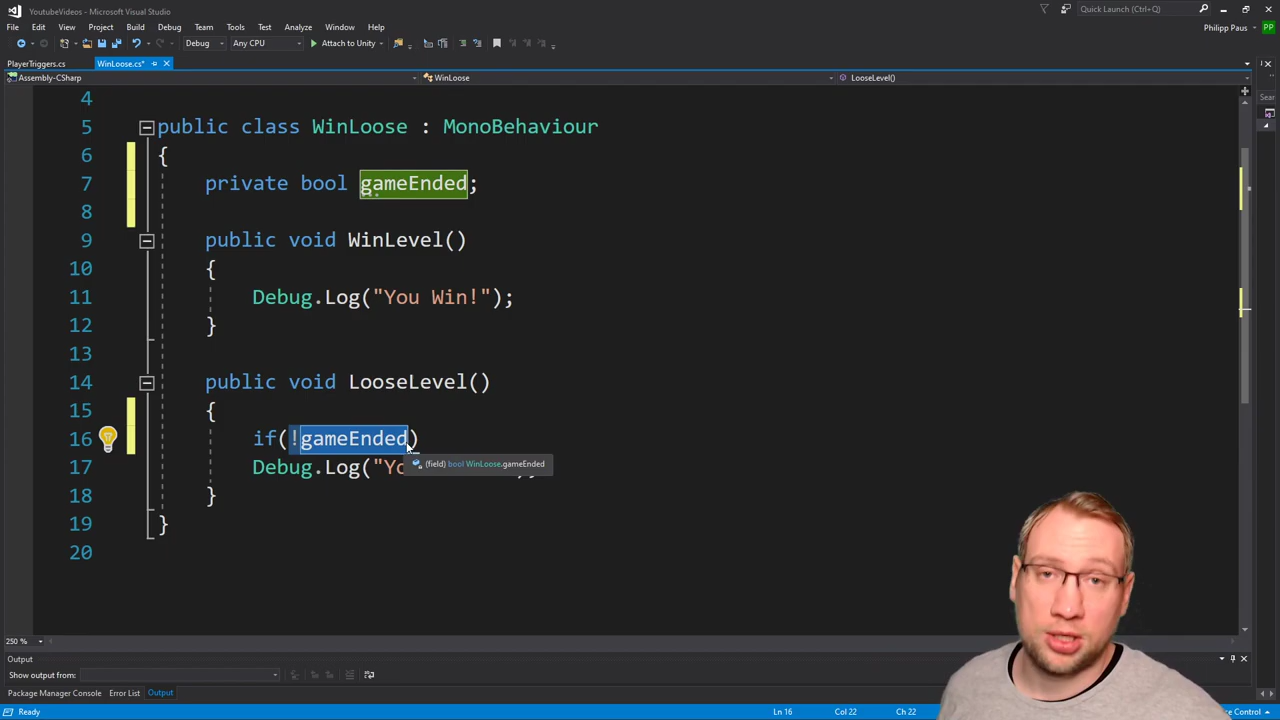 YoutubeVideos - Microsoft Visual Studio
Quick Launch (Ctrl+Q)
File Edit View Project Build Debug Team Tools Test Analyze Window Help
Philipp Paus PP
Debug Any CPU Attach to Unity
PlayerTriggers.cs WinLoose.cs*
Assembly-CSharp WinLoose LooseLevel()
Sear
4
5 public class WinLoose : MonoBehaviour
6 {
7 private bool gameEnded;
8
9 public void WinLevel()
10 {
11 Debug.Log("You Win!");
12 }
13
14 public void LooseLevel()
15 {
16 if(!gameEnded)
(field) bool WinLoose.gameEnded
17 Debug.Log("Yo
18 }
19 }
20
250 %
Output
Show output from:
Package Manager Console Error List Output
Ready Ln 16 Col 22 Ch 22 Control